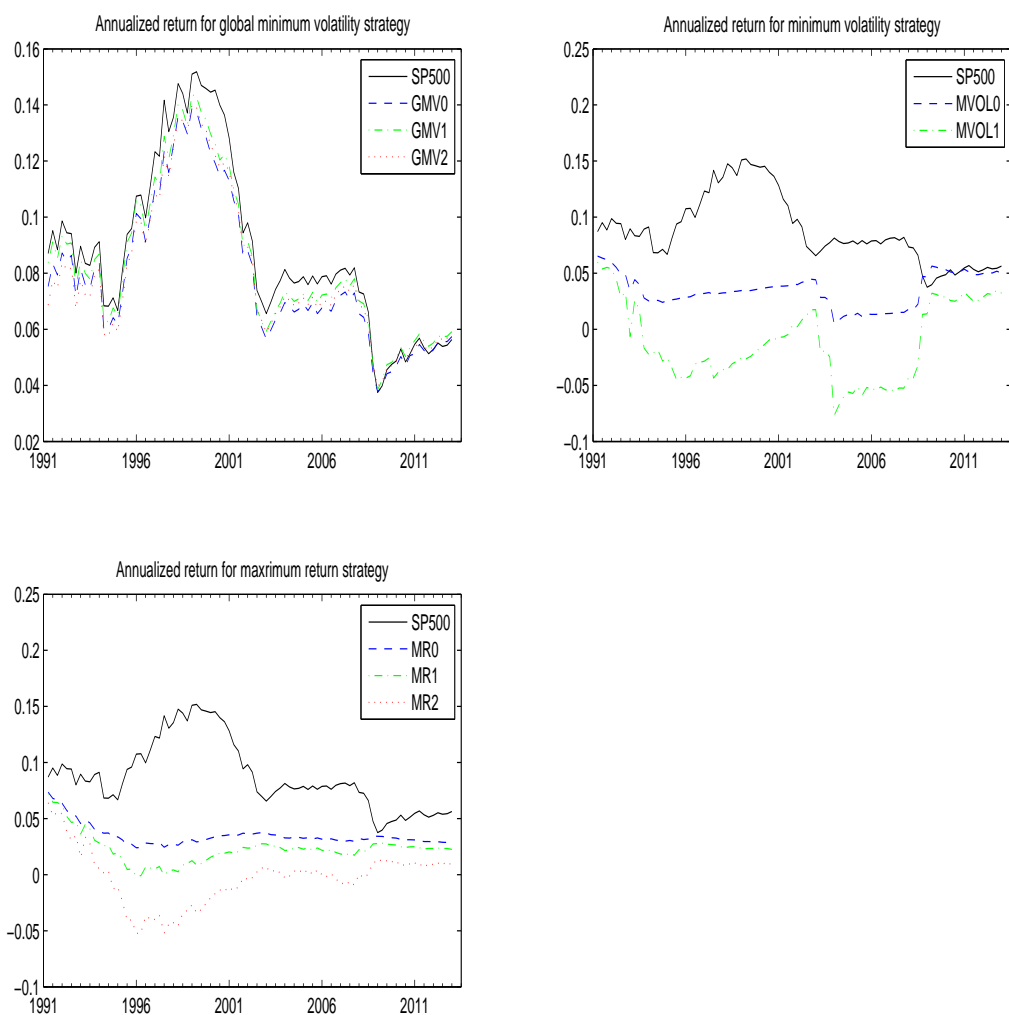 Annualized return for global minimum volatility strategy
0.16
0.14
0.12
0.1
0.08
0.06
0.04
0.02
1991
1996
2001
2006
2011
SP500
GMV0
GMV1
GMV2
Annualized return for minimum volatility strategy
0.25
0.2
0.15
0.1
0.05
0
−0.05
−0.1
1991
1996
2001
2006
2011
SP500
MVOL0
MVOL1
Annualized return for maxrimum return strategy
0.25
0.2
0.15
0.1
0.05
0
−0.05
−0.1
1991
1996
2001
2006
2011
SP500
MR0
MR1
MR2